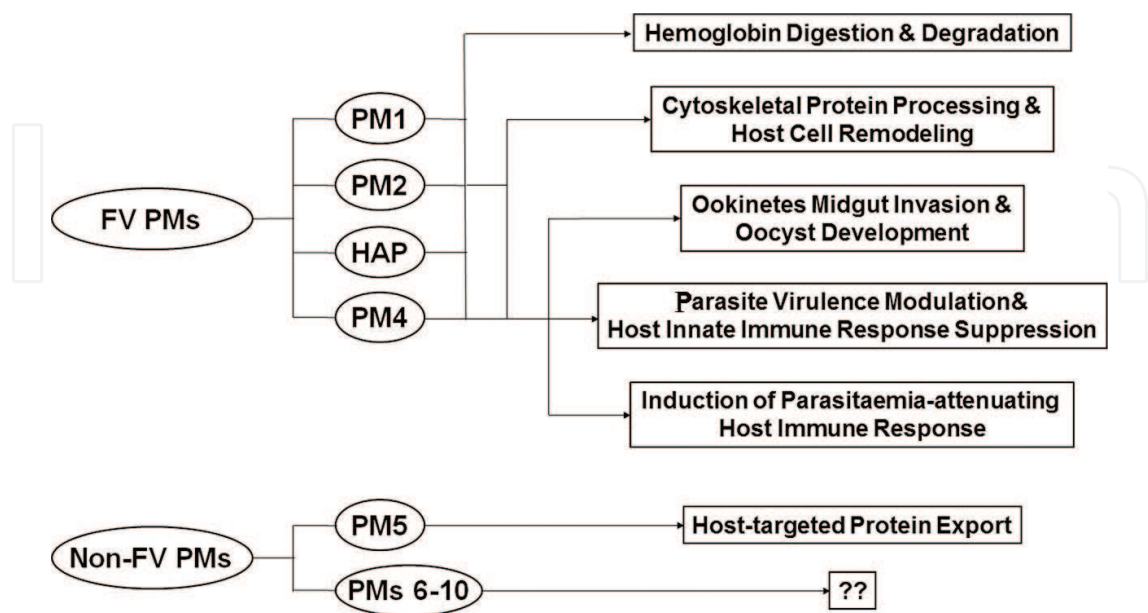 Hemoglobin Digestion & Degradation
PM1
Cytoskeletal Protein Processing &
Host Cell Remodeling
PM2
FV PMs
Ookinetes Midgut Invasion &
Oocyst Development
HAP
PM4
Parasite Virulence Modulation&
Host Innate Immune Response Suppression
Induction of Parasitaemia-attenuating
Host Immune Response
PM5
Host-targeted Protein Export
Non-FV PMs
PMs 6-10
??